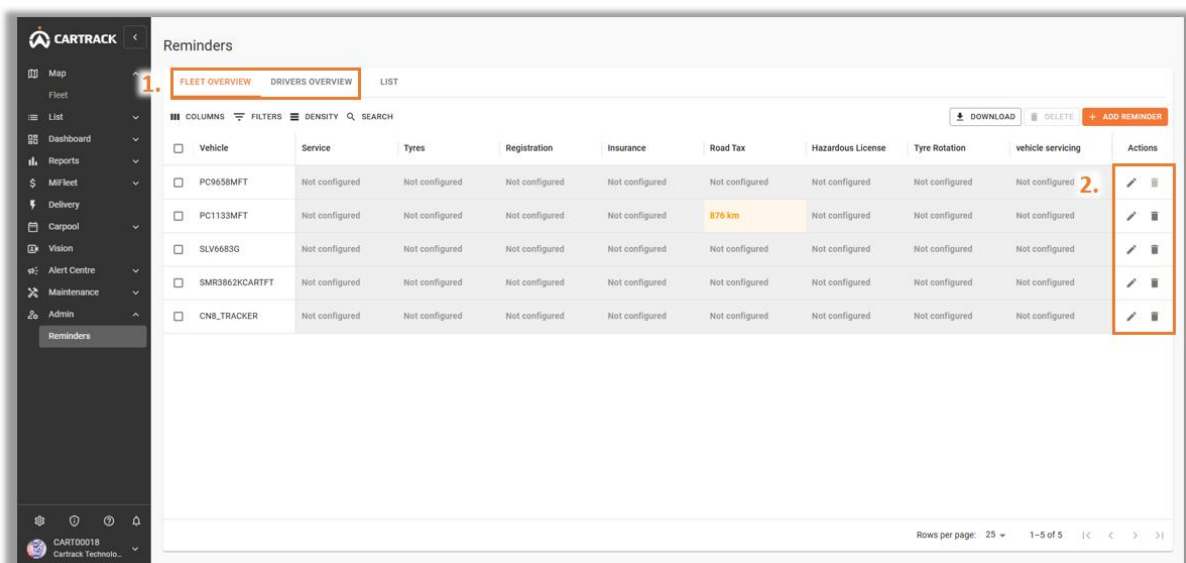 CARTRACK
Map
Fleet
List
Dashboard
Reports
MiFleet
Delivery
Carpool
Vision
Alert Centre
Maintenance
Admin
Reminders
CART00018
Cartrack Technolo...
Reminders
1.
FLEET OVERVIEW DRIVERS OVERVIEW LIST
COLUMNS FILTERS DENSITY SEARCH DOWNLOAD DELETE + ADD REMINDER
Vehicle Service Tyres Registration Insurance Road Tax Hazardous License Tyre Rotation vehicle servicing Actions
PC9658MFT Not configured Not configured Not configured Not configured Not configured Not configured Not configured Not configured 2.
PC1133MFT Not configured Not configured Not configured Not configured 876 km Not configured Not configured Not configured
SLV6683G Not configured Not configured Not configured Not configured Not configured Not configured Not configured Not configured
SMR3862KCARTFT Not configured Not configured Not configured Not configured Not configured Not configured Not configured Not configured
CN8_TRACKER Not configured Not configured Not configured Not configured Not configured Not configured Not configured Not configured
Rows per page: 25 1–5 of 5